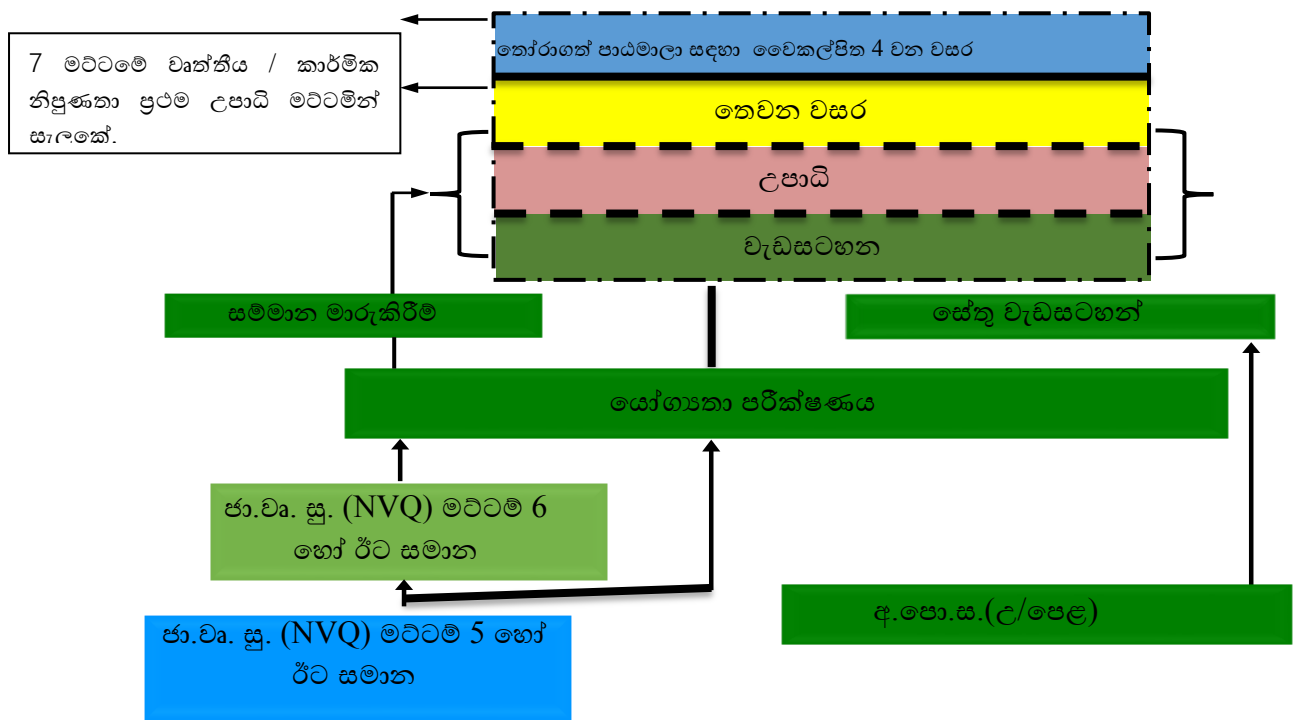 තෝරාගත් පාඨමාලා සඳහා වෛකල්පිත 4 වන වසර
7 මට්ටමේ වෘත්තීය / කාර්මික
නිපුණතා ප්‍රථම උපාධි මට්ටමින්
සැලකේ.
තෙවන වසර
උපාධි
වැඩසටහන
සම්මාන මාරුකිරීම්
සේතු වැඩසටහන්
යෝග්‍යතා පරීක්ෂණය
ජා.වෘ. සු. (NVQ) මට්ටම් 6
හෝ ඊට සමාන
අ.පො.ස.(උ/පෙළ)
ජා.වෘ. සු. (NVQ) මට්ටම් 5 හෝ
ඊට සමාන